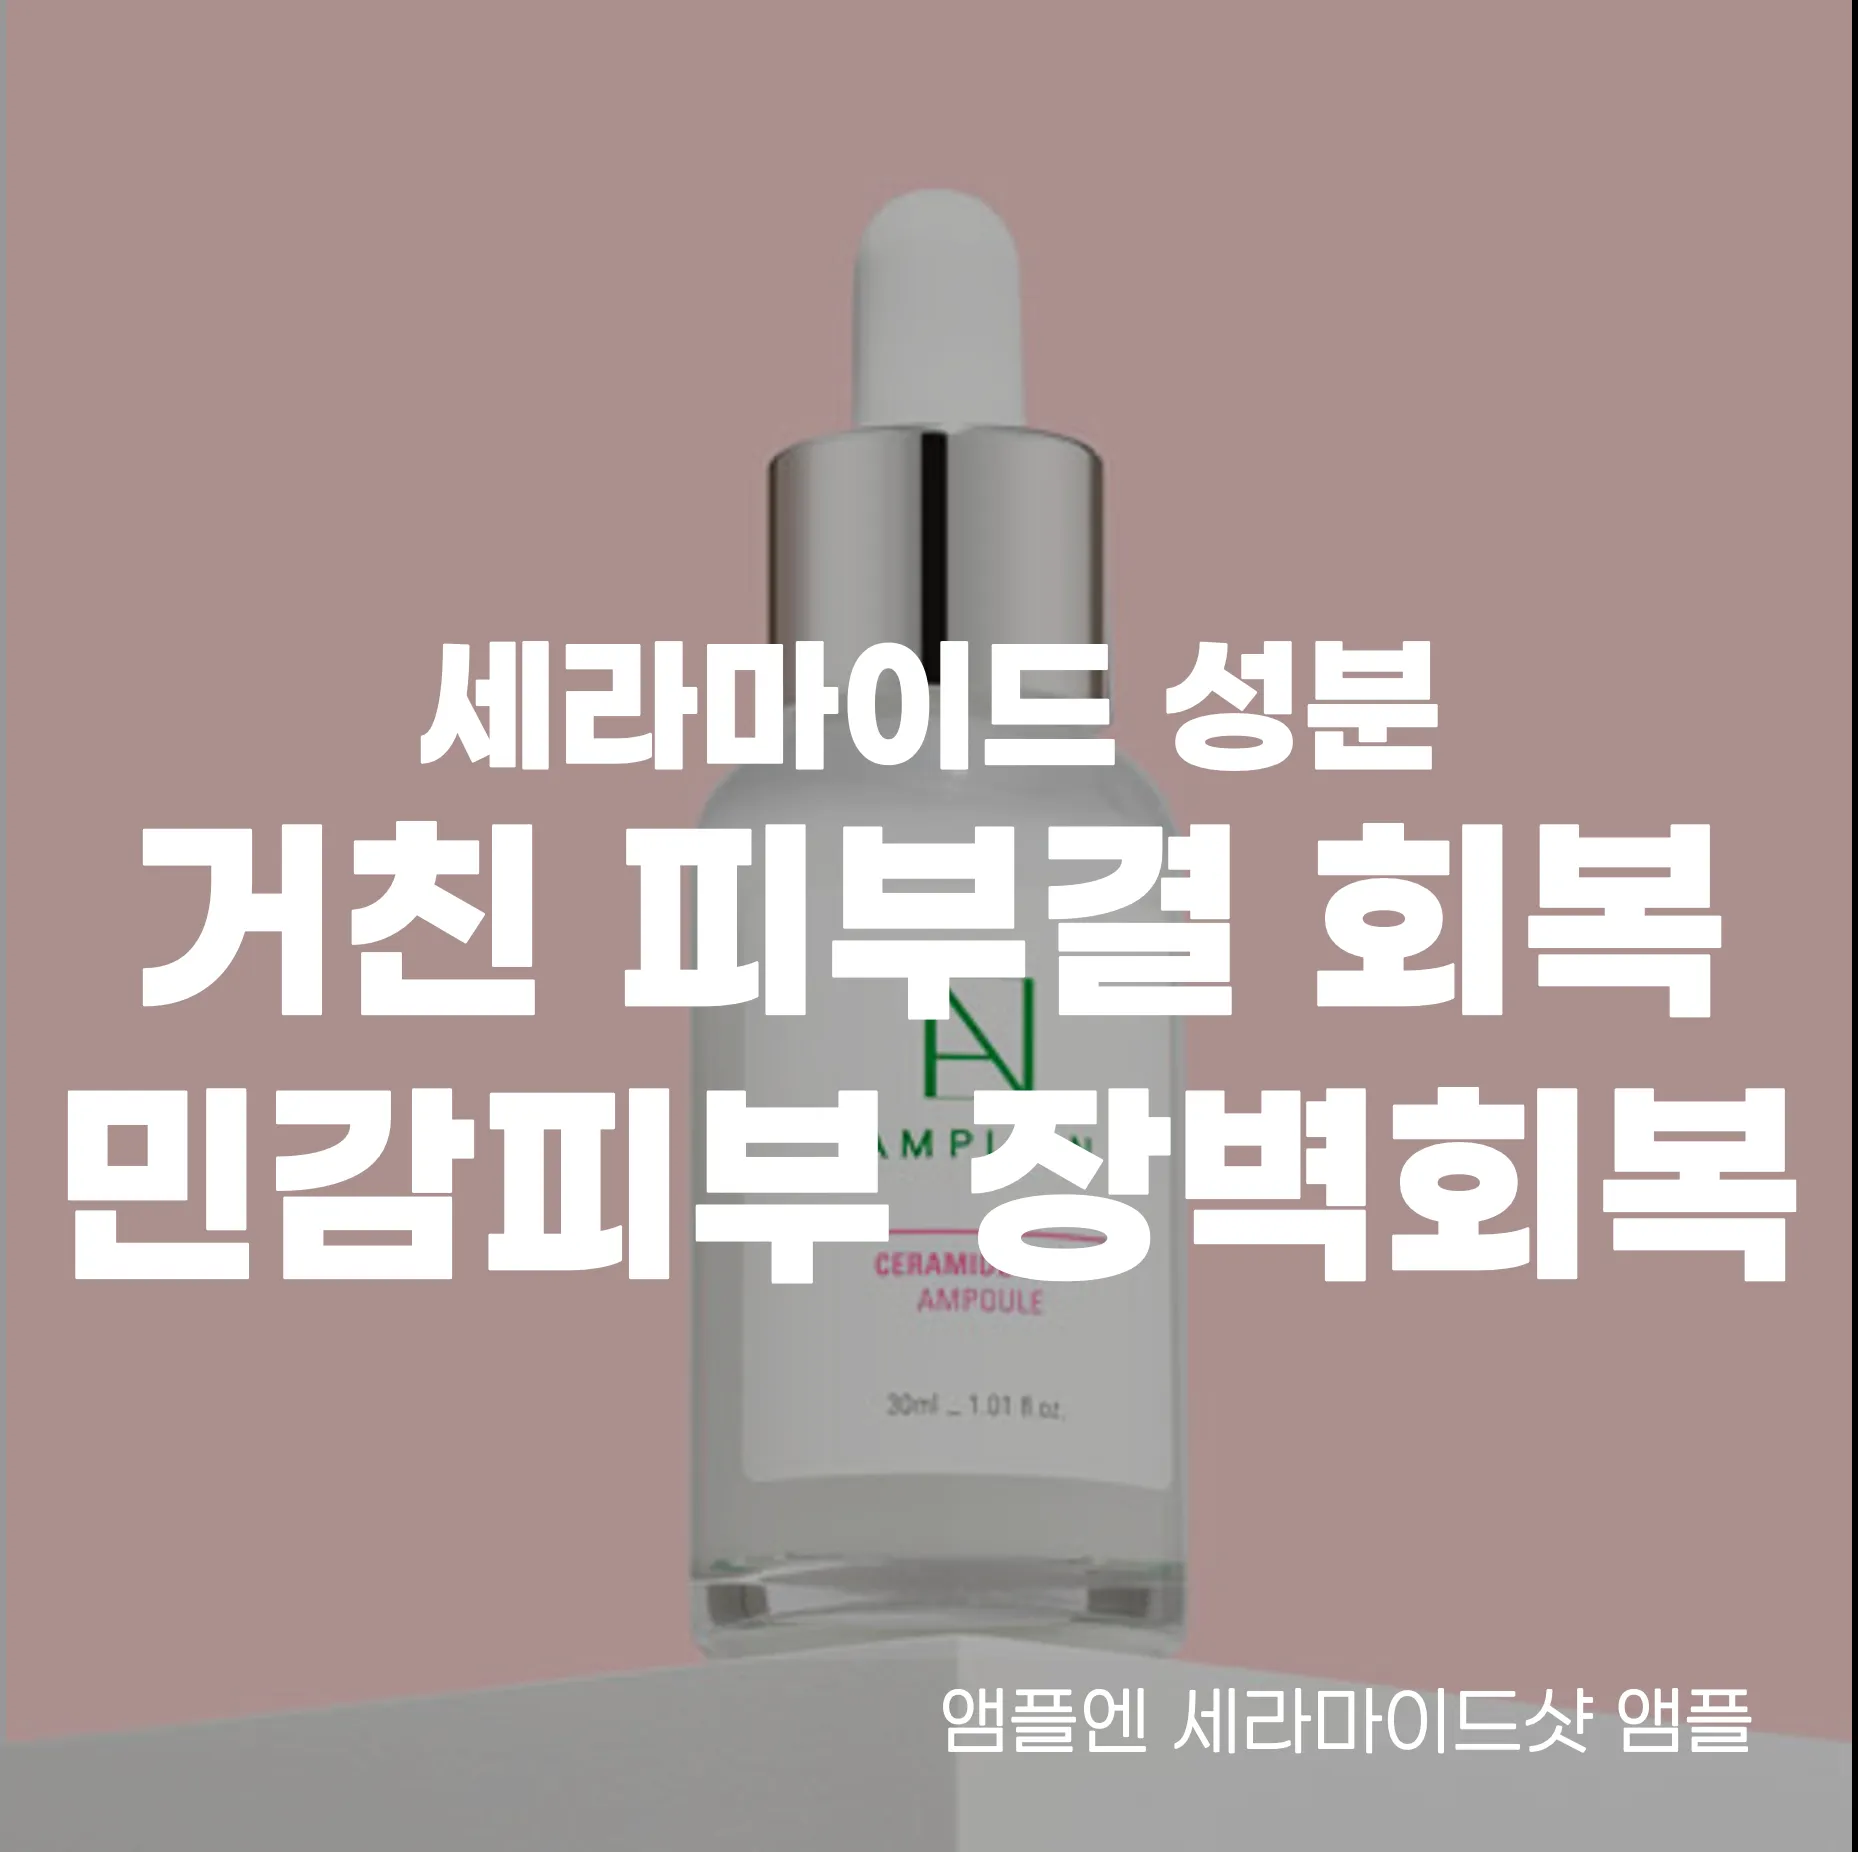 세라마이드 성분
거친 피부결 회복
민감피부 장벽회복
AMPOULE
30ml _ 1.01 fl oz.
앰플엔 세라마이드샷 앰플